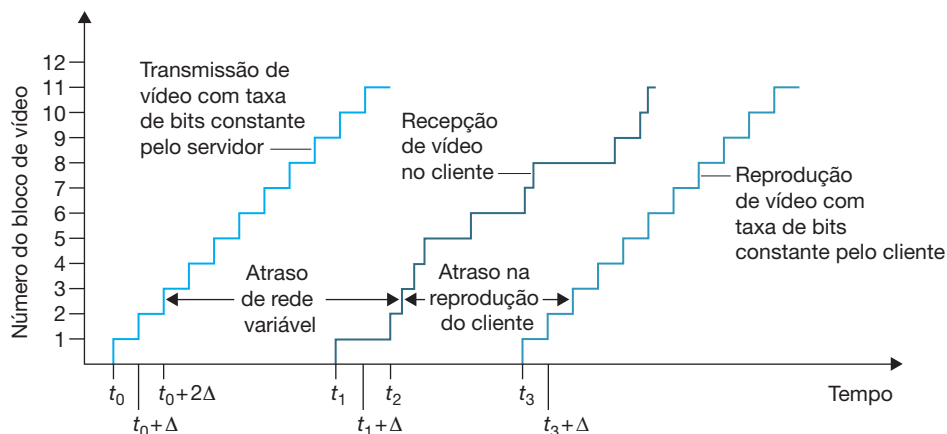 Número do bloco de vídeo
12
11
10
9
8
7
6
5
4
3
2
1
Transmissão de
vídeo com taxa
de bits constante
pelo servidor
Recepção
de vídeo
no cliente
Reprodução
de vídeo com
taxa de bits
constante pelo cliente
Atraso
de rede
variável
Atraso na
reprodução
do cliente
t₀
t₀+Δ
t₀+2Δ
t₁
t₁+Δ
t₂
t₃
t₃+Δ
Tempo